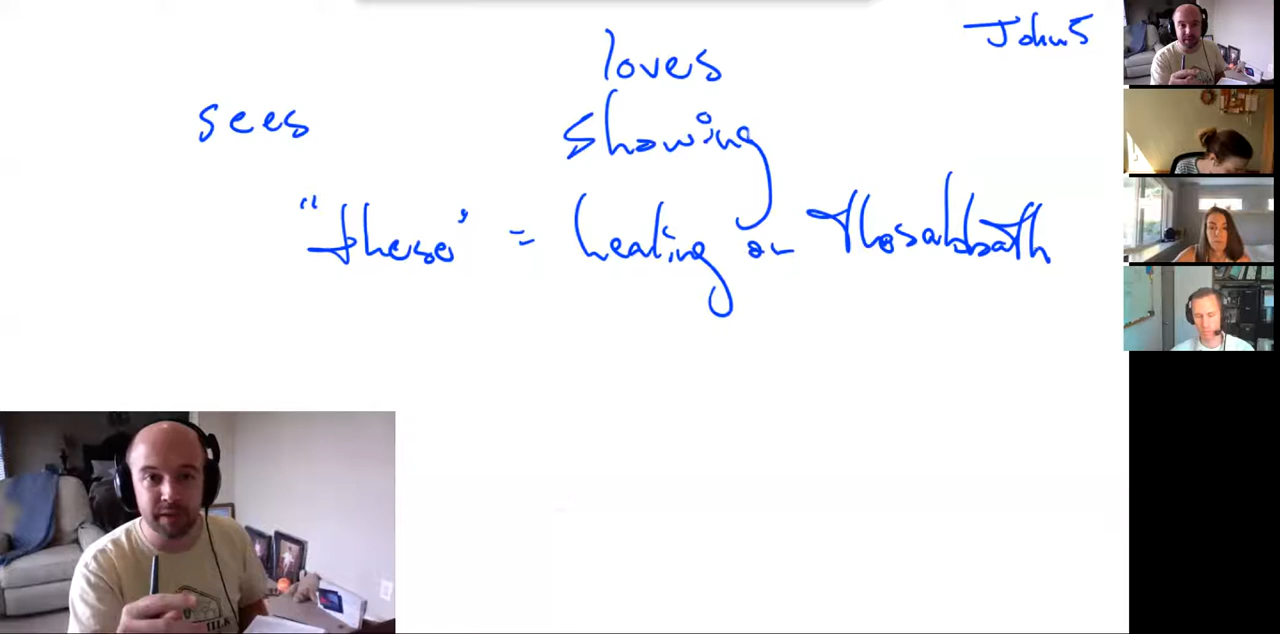 John 5
loves
sees
showing
"these" = healing on the sabbath